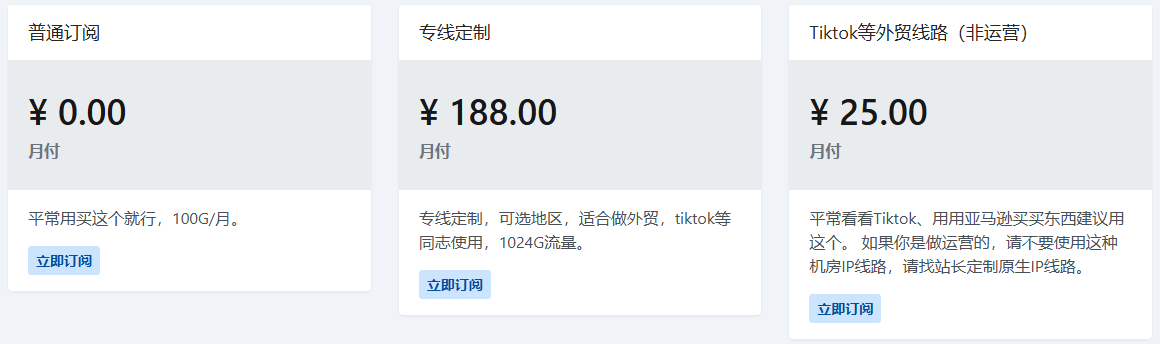 普通订阅
¥ 0.00
月付
平常用买这个就行，100G/月。
立即订阅
专线定制
¥ 188.00
月付
专线定制，可选地区，适合做外贸，tiktok等
同志使用，1024G流量。
立即订阅
Tiktok等外贸线路（非运营）
¥ 25.00
月付
平常看看Tiktok、用用亚马逊买买东西建议用
这个。 如果你是做运营的，请不要使用这种
机房IP线路，请找站长定制原生IP线路。
立即订阅